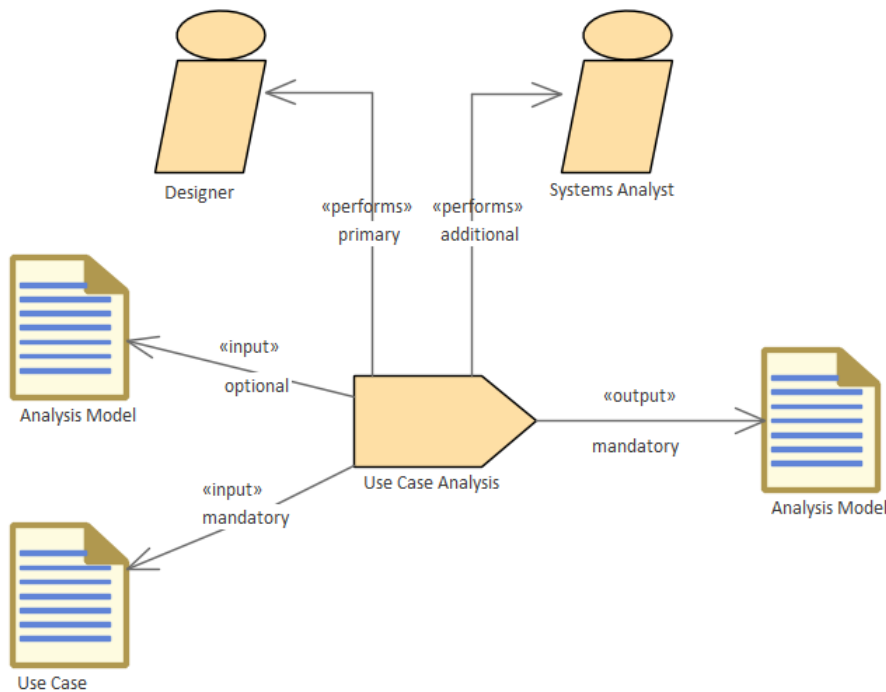 Designer
Systems Analyst
«performs»
primary
«performs»
additional
«input»
optional
Analysis Model
«output»
mandatory
Use Case Analysis
Analysis Model
«input»
mandatory
Use Case